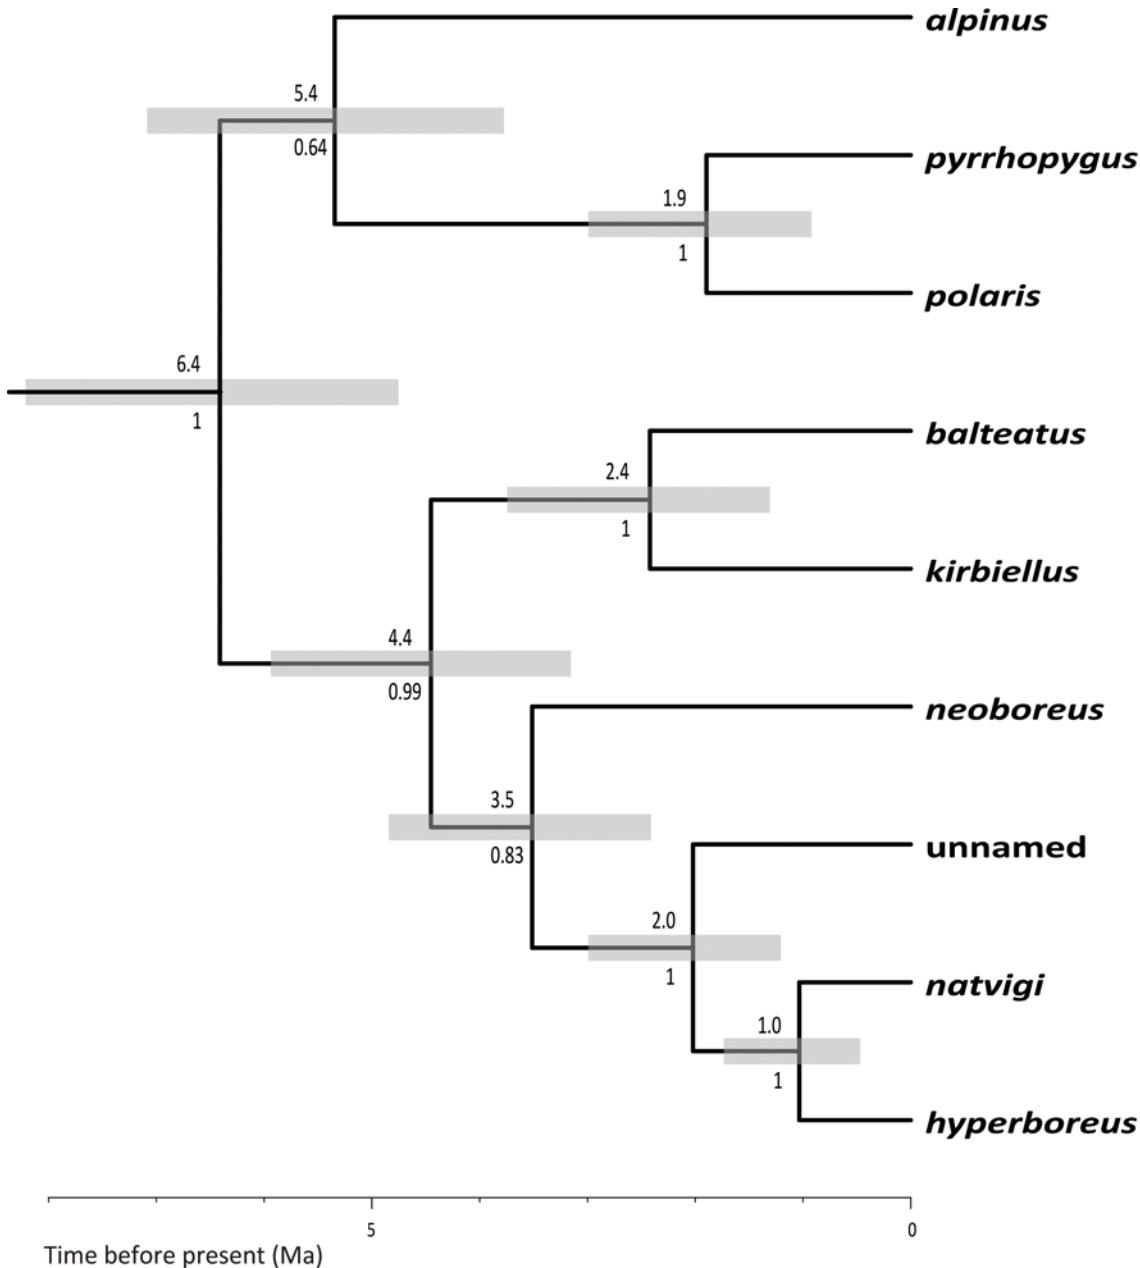 alpinus
5.4
0.64
pyrrhopygus
1.9
1
polaris
6.4
1
balteatus
2.4
1
kirbiellus
4.4
0.99
neoboreus
3.5
0.83
unnamed
2.0
1
natvigi
1.0
1
hyperboreus
5 0
Time before present (Ma)